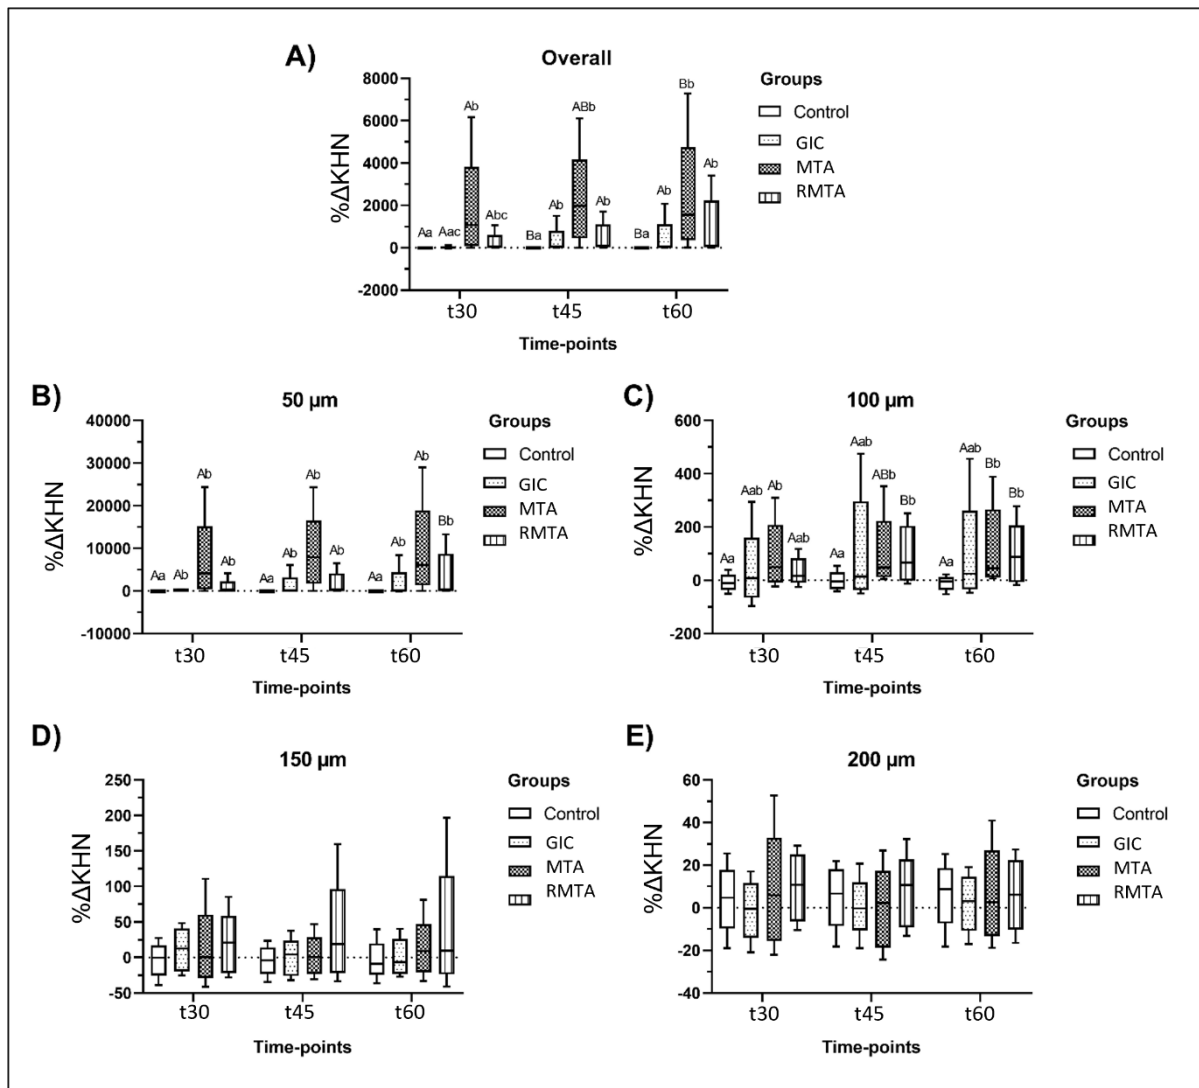 A)
Overall
Groups
Control
GIC
MTA
RMTA
%ΔKHN
8000
6000
4000
2000
0
-2000
Aa Aac Ab Abc
Ba Ab ABb Ab
Ba Ab Bb Ab
t30 t45 t60
Time-points
B)
50 µm
Groups
Control
GIC
MTA
RMTA
%ΔKHN
40000
30000
20000
10000
0
-10000
Aa Ab Ab Ab
Aa Ab Ab Ab
Aa Ab Ab Bb
t30 t45 t60
Time-points
C)
100 µm
Groups
Control
GIC
MTA
RMTA
%ΔKHN
600
400
200
0
-200
Aa Aab Ab Aab
Aa Aab ABb Bb
Aa Aab Bb Bb
t30 t45 t60
Time-points
D)
150 µm
Groups
Control
GIC
MTA
RMTA
%ΔKHN
250
200
150
100
50
0
-50
t30 t45 t60
Time-points
E)
200 µm
Groups
Control
GIC
MTA
RMTA
%ΔKHN
60
40
20
0
-20
-40
t30 t45 t60
Time-points